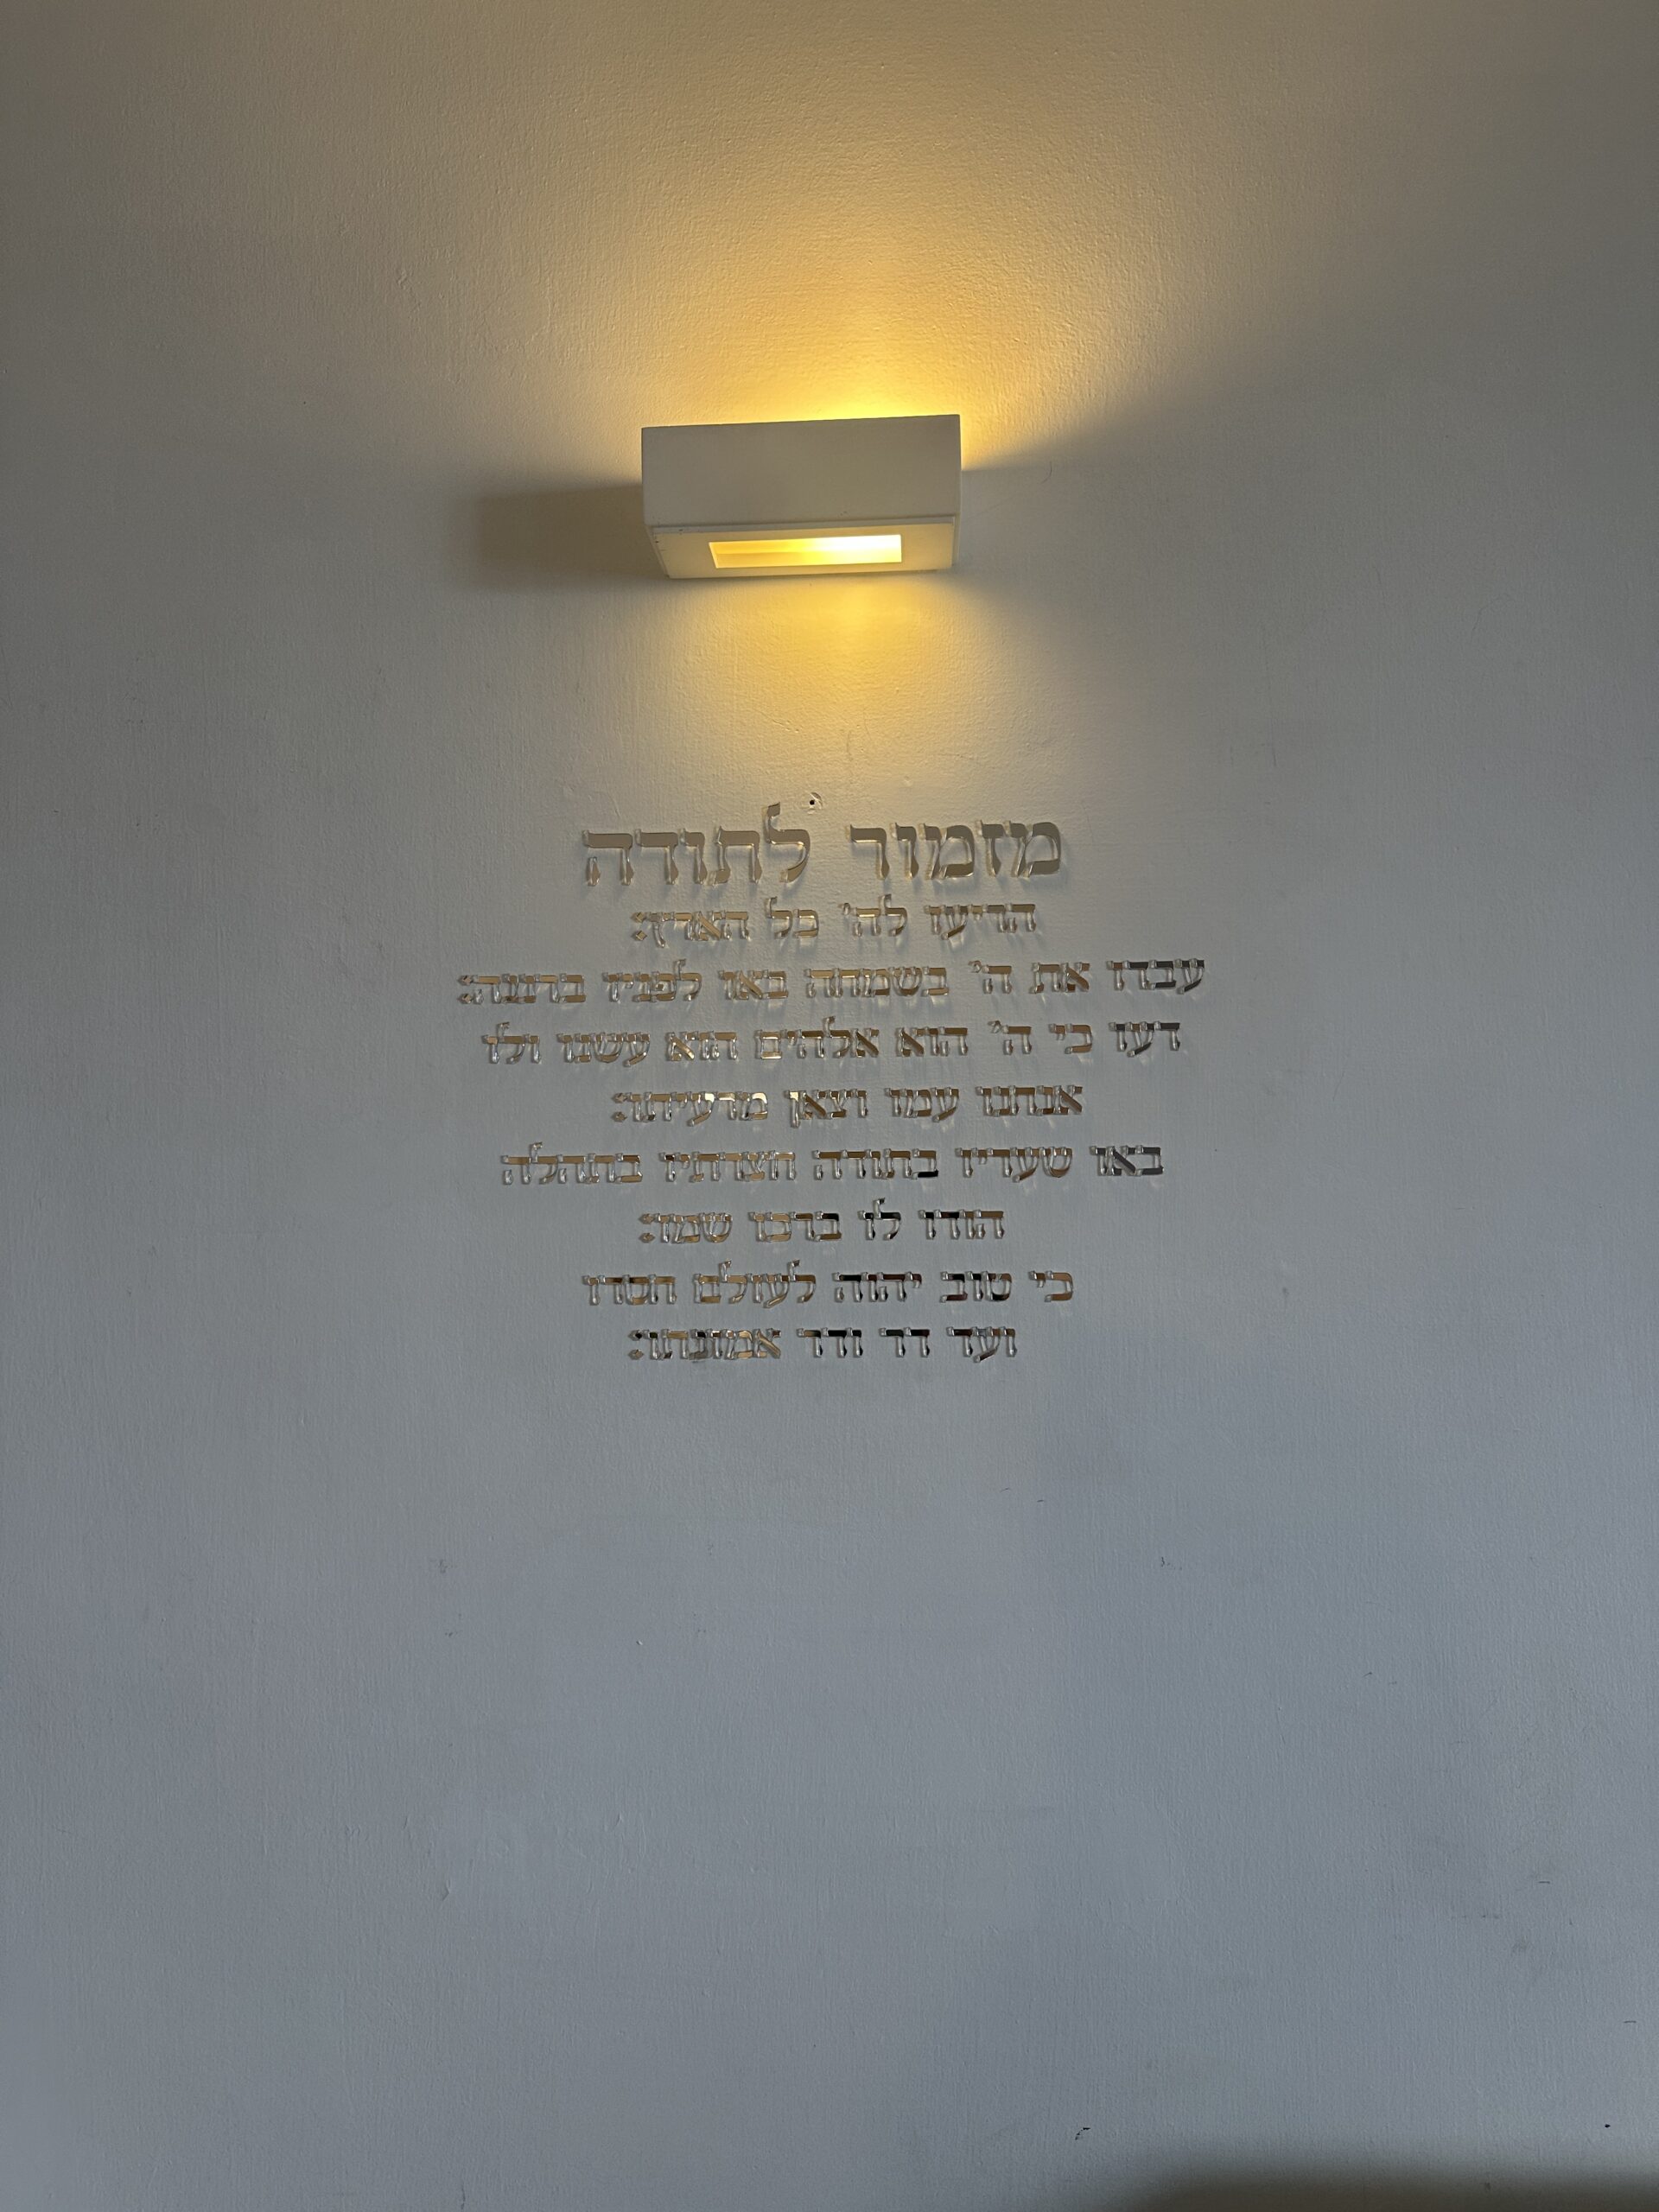 מזמור לתודה
הריעו לה' כל הארץ:
עבדו את ה' בשמחה באו לפניו ברננה:
דעו כי ה' הוא אלהים הוא עשנו ולו
אנחנו עמו וצאן מרעיתו:
באו שעריו בתודה חצרתיו בתהלה
הודו לו ברכו שמו:
כי טוב יהוה לעולם חסדו
ועד דר ודר אמונתו: